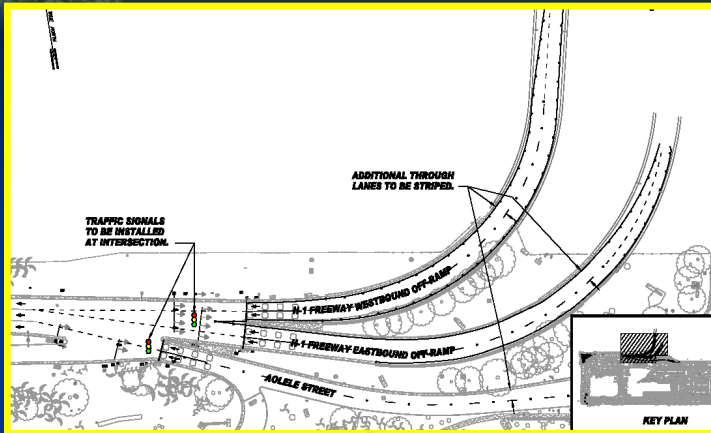 ADDITIONAL THROUGH
LANES TO BE STRIPED.
TRAFFIC SIGNALS
TO BE INSTALLED
AT INTERSECTION.
H-1 FREEWAY WESTBOUND OFF-RAMP
H-1 FREEWAY EASTBOUND OFF-RAMP
AOLELE STREET
KEY PLAN